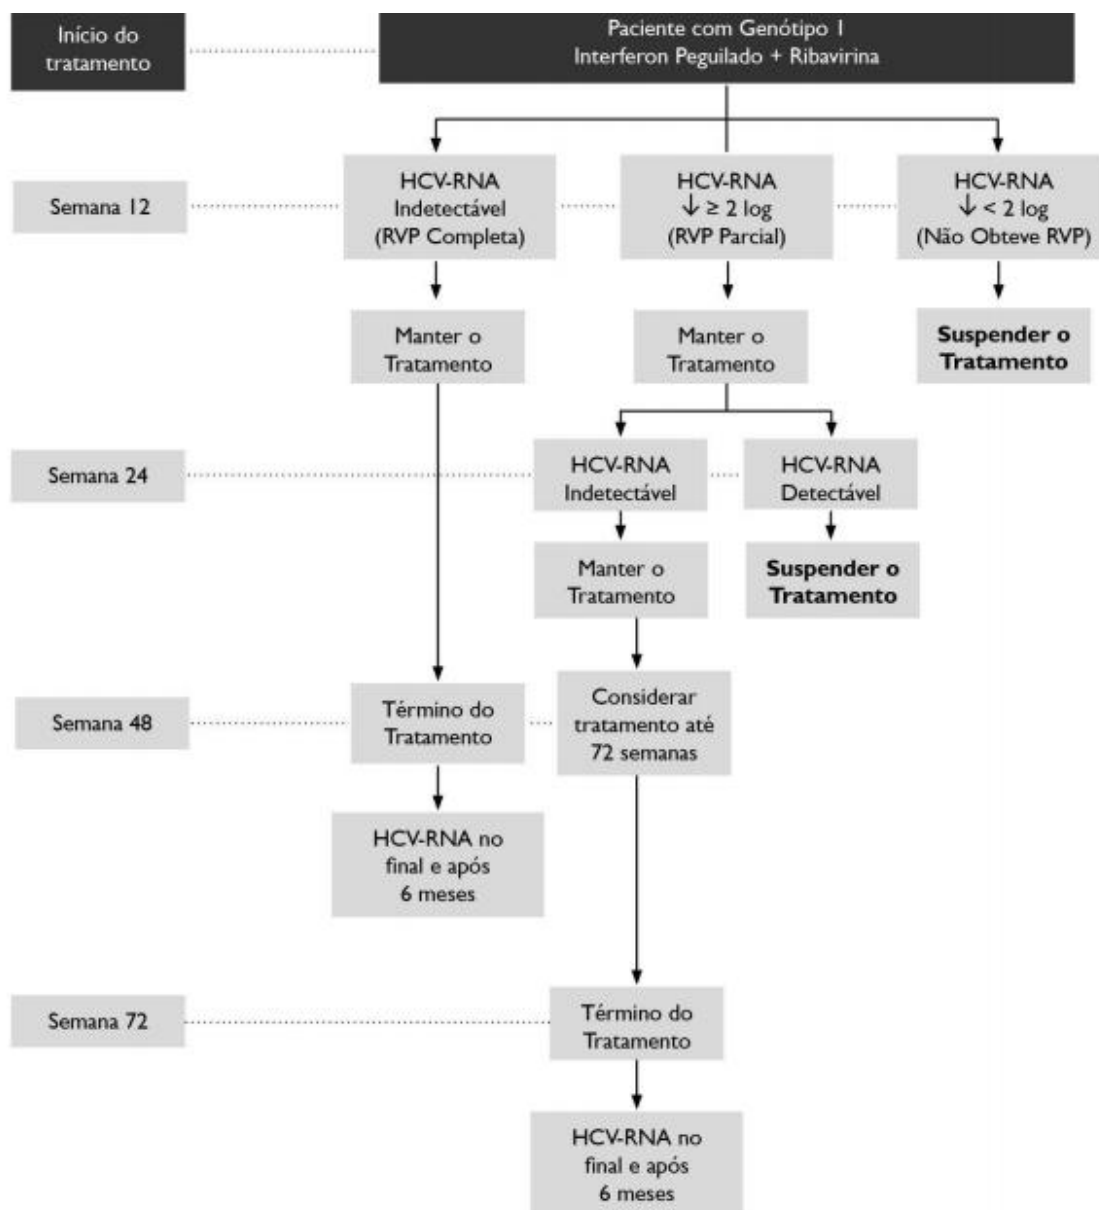 Início do
tratamento
Paciente com Genótipo 1
Interferon Peguilado + Ribavirina
Semana 12
HCV-RNA
Indetectável
(RVP Completa)
HCV-RNA
↓ ≥ 2 log
(RVP Parcial)
HCV-RNA
↓ < 2 log
(Não Obteve RVP)
Manter o
Tratamento
Manter o
Tratamento
Suspender o
Tratamento
Semana 24
HCV-RNA
Indetectável
HCV-RNA
Detectável
Manter o
Tratamento
Suspender o
Tratamento
Semana 48
Término do
Tratamento
Considerar
tratamento até
72 semanas
HCV-RNA no
final e após
6 meses
Semana 72
Término do
Tratamento
HCV-RNA no
final e após
6 meses